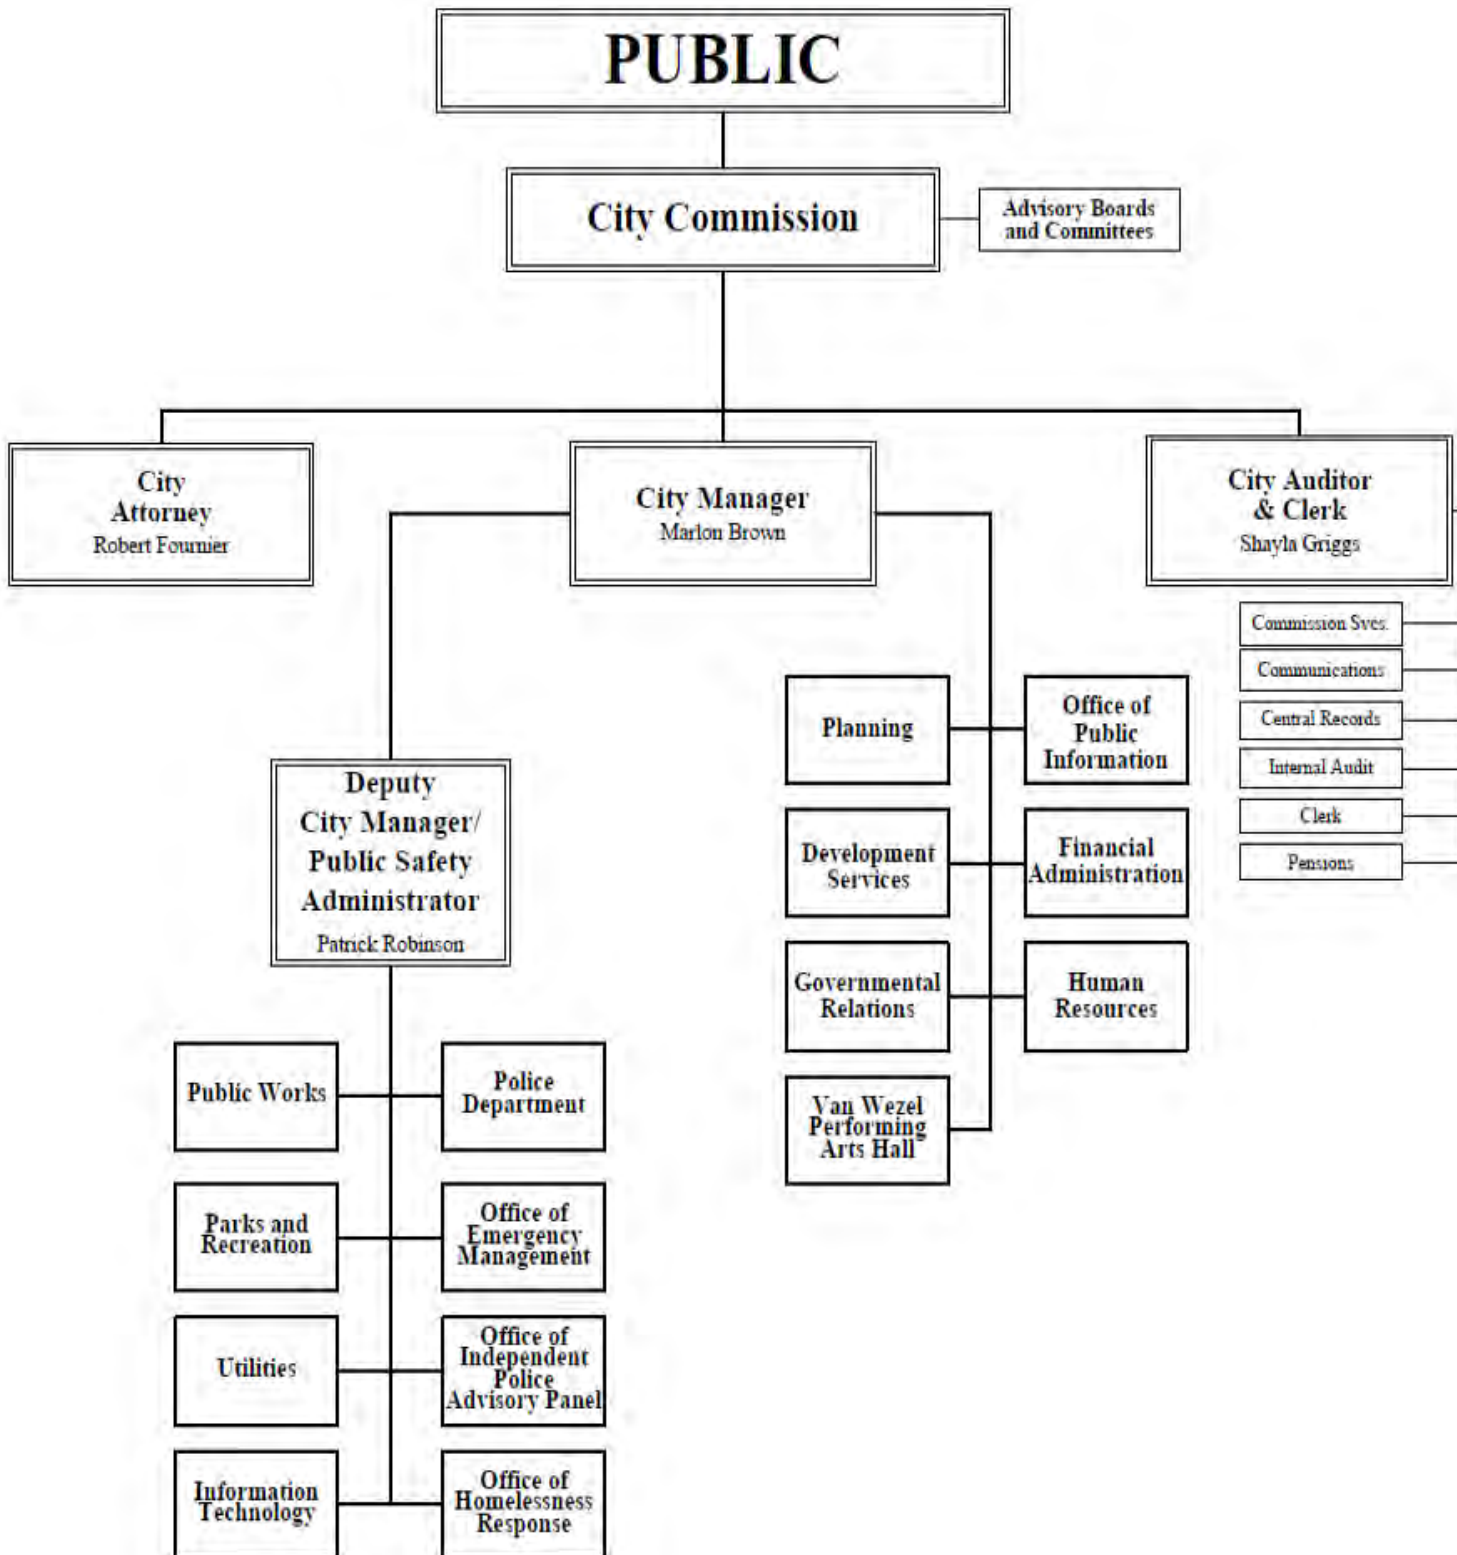 PUBLIC
City Commission
Advisory Boards
and Committees
City
Attorney
Robert Fournier
City Manager
Marlon Brown
City Auditor
& Clerk
Shayla Griggs
Commission Svcs.
Communications
Central Records
Internal Audit
Clerk
Pensions
Planning
Office of
Public
Information
Development
Services
Financial
Administration
Governmental
Relations
Human
Resources
Van Wezel
Performing
Arts Hall
Deputy
City Manager/
Public Safety
Administrator
Patrick Robinson
Public Works
Police
Department
Parks and
Recreation
Office of
Emergency
Management
Utilities
Office of
Independent
Police
Advisory Panel
Information
Technology
Office of
Homelessness
Response